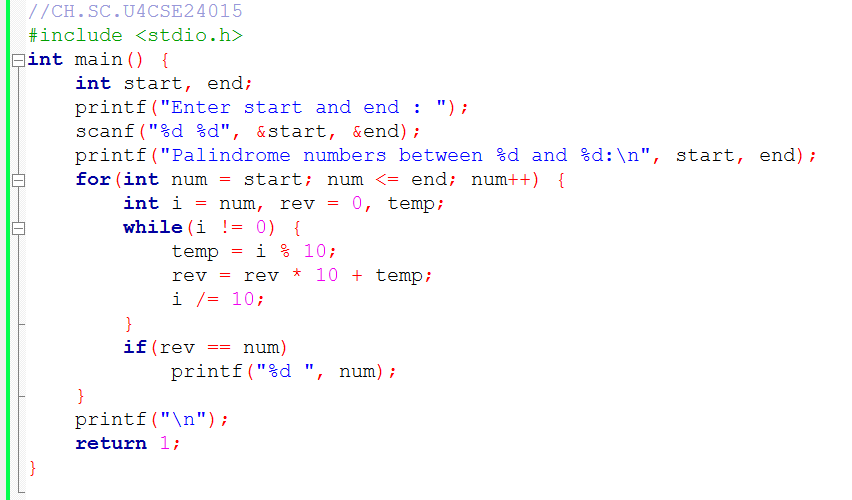 //CH.SC.U4CSE24015
#include <stdio.h>
int main() {
    int start, end;
    printf("Enter start and end : ");
    scanf("%d %d", &start, &end);
    printf("Palindrome numbers between %d and %d:\n", start, end);
    for(int num = start; num <= end; num++) {
        int i = num, rev = 0, temp;
        while(i != 0) {
            temp = i % 10;
            rev = rev * 10 + temp;
            i /= 10;
        }
        if(rev == num)
            printf("%d ", num);
    }
    printf("\n");
    return 1;
}